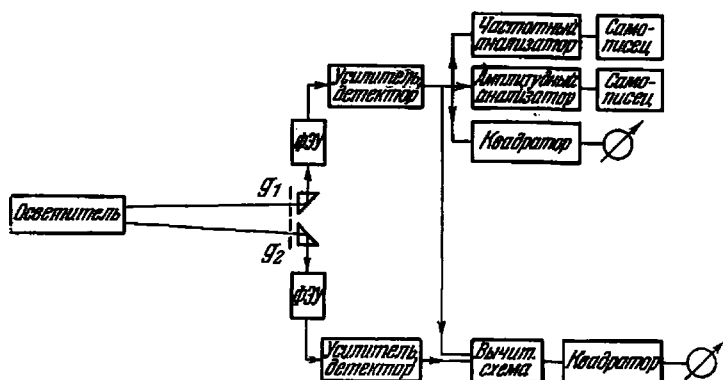 Частотный
анализатор
Само-
писец
Усилитель,
детектор
Амплитудный
анализатор
Само-
писец
ФЭУ
Квадратор
g1
Осветитель
g2
ФЭУ
Усилитель,
детектор
Вычит.
схема
Квадратор